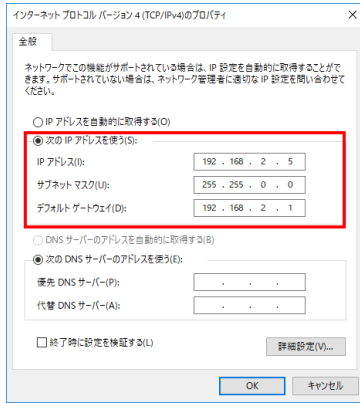 インターネット プロトコル バージョン 4 (TCP/IPv4)のプロパティ
全般
ネットワークでこの機能がサポートされている場合は、IP 設定を自動的に取得することがで
きます。サポートされていない場合は、ネットワーク管理者に適切な IP 設定を問い合わせて
ください。
IP アドレスを自動的に取得する(O)
次の IP アドレスを使う(S):
IP アドレス(I): 192 . 168 . 2 . 5
サブネット マスク(U): 255 . 255 . 0 . 0
デフォルト ゲートウェイ(D): 192 . 168 . 2 . 1
DNS サーバーのアドレスを自動的に取得する(B)
次の DNS サーバーのアドレスを使う(E):
優先 DNS サーバー(P): . . .
代替 DNS サーバー(A): . . .
終了時に設定を検証する(L)
詳細設定(V)...
OK キャンセル